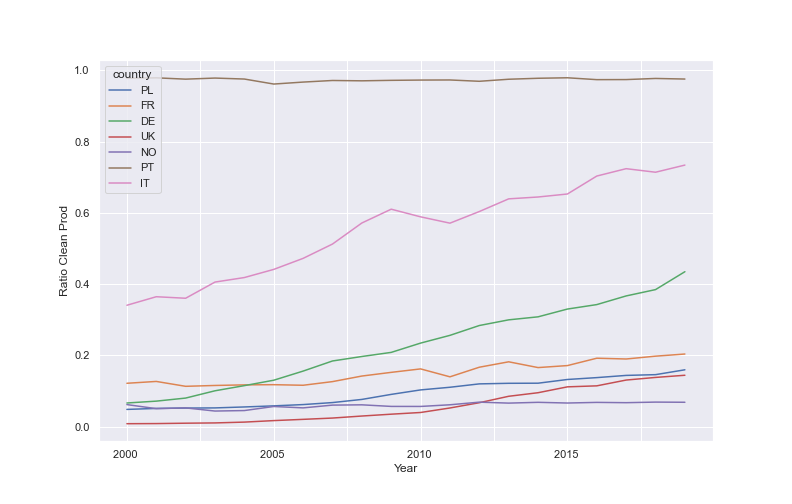 country
PL
FR
DE
UK
NO
PT
IT
1.0
0.8
0.6
0.4
0.2
0.0
Ratio Clean Prod
2000 2005 2010 2015
Year